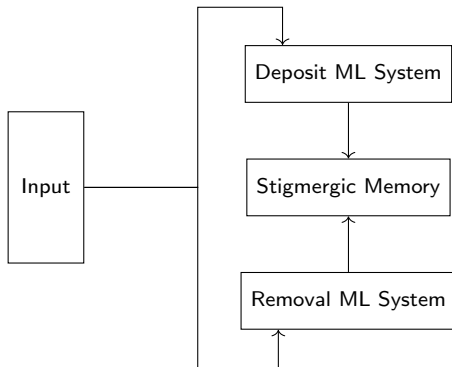 Deposit ML System
Input
Stigmergic Memory
Removal ML System